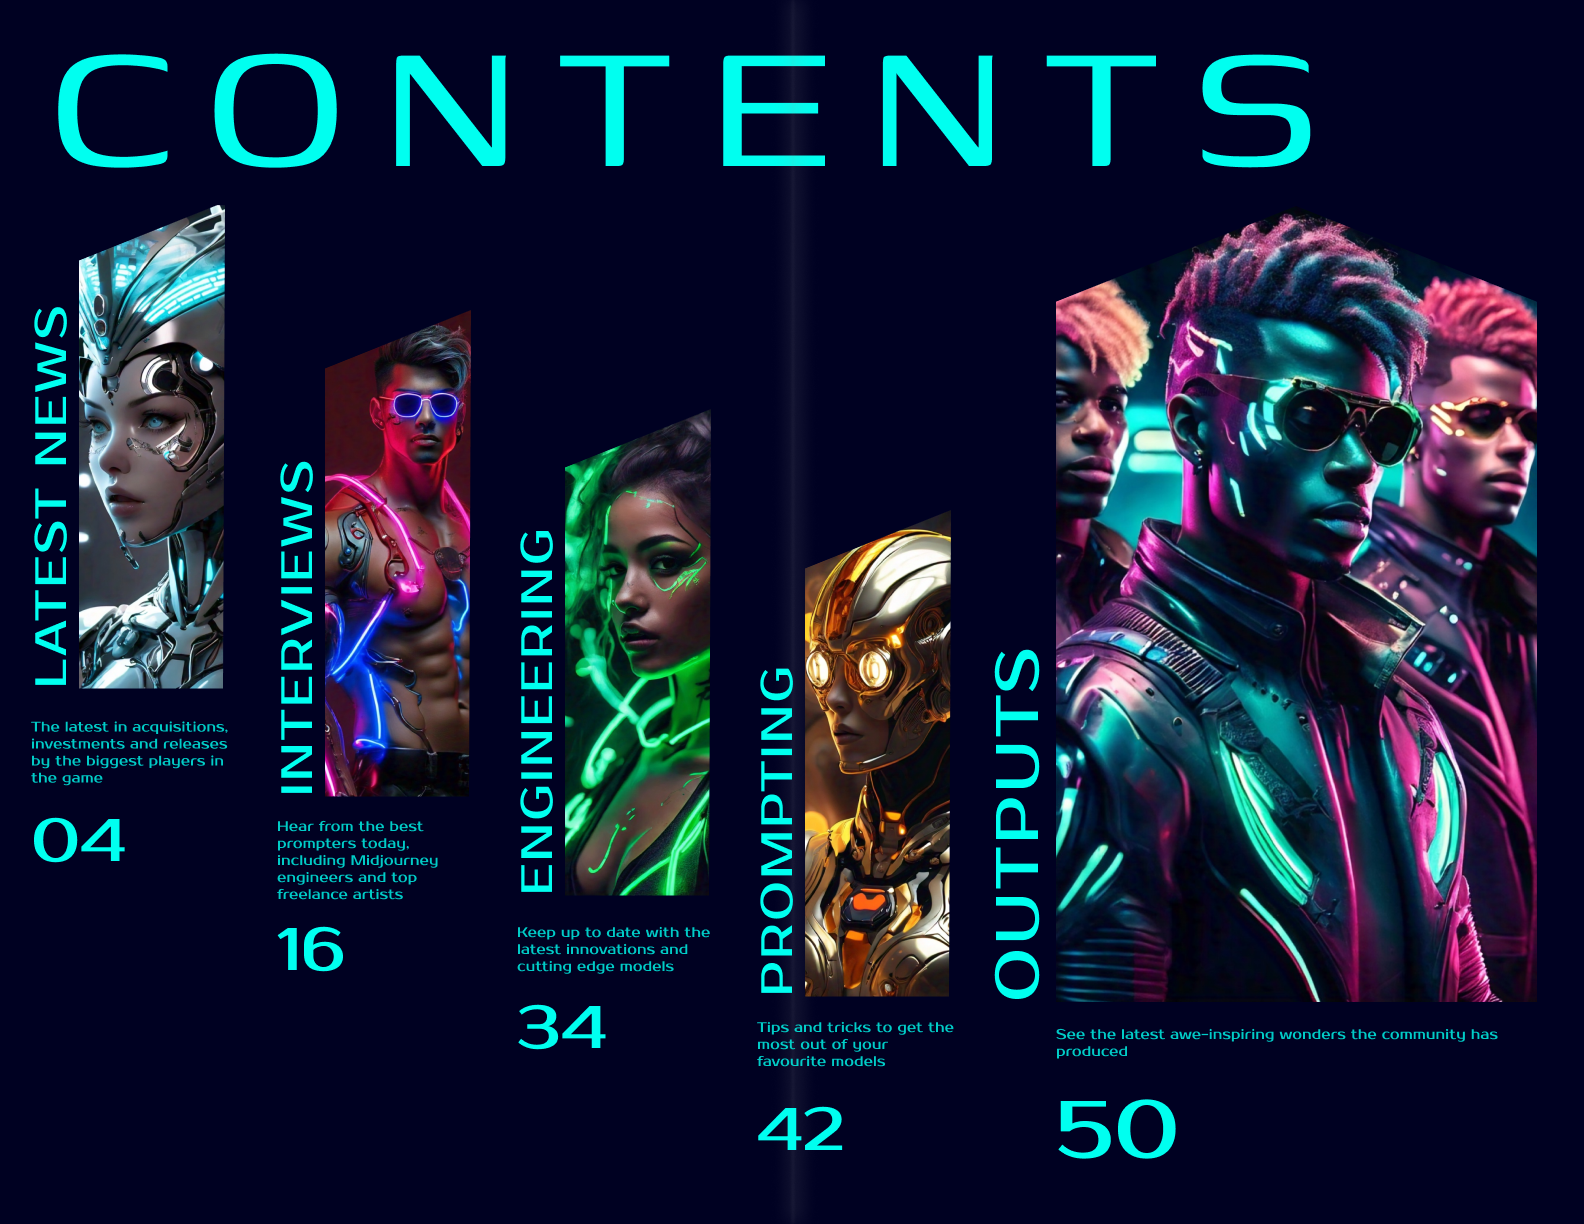 CONTENTS
LATEST NEWS
The latest in acquisitions,
investments and releases
by the biggest players in
the game
04
INTERVIEWS
Hear from the best
prompters today,
including Midjourney
engineers and top
freelance artists
16
ENGINEERING
Keep up to date with the
latest innovations and
cutting edge models
34
PROMPTING
Tips and tricks to get the
most out of your
favourite models
42
OUTPUTS
See the latest awe-inspiring wonders the community has
produced
50